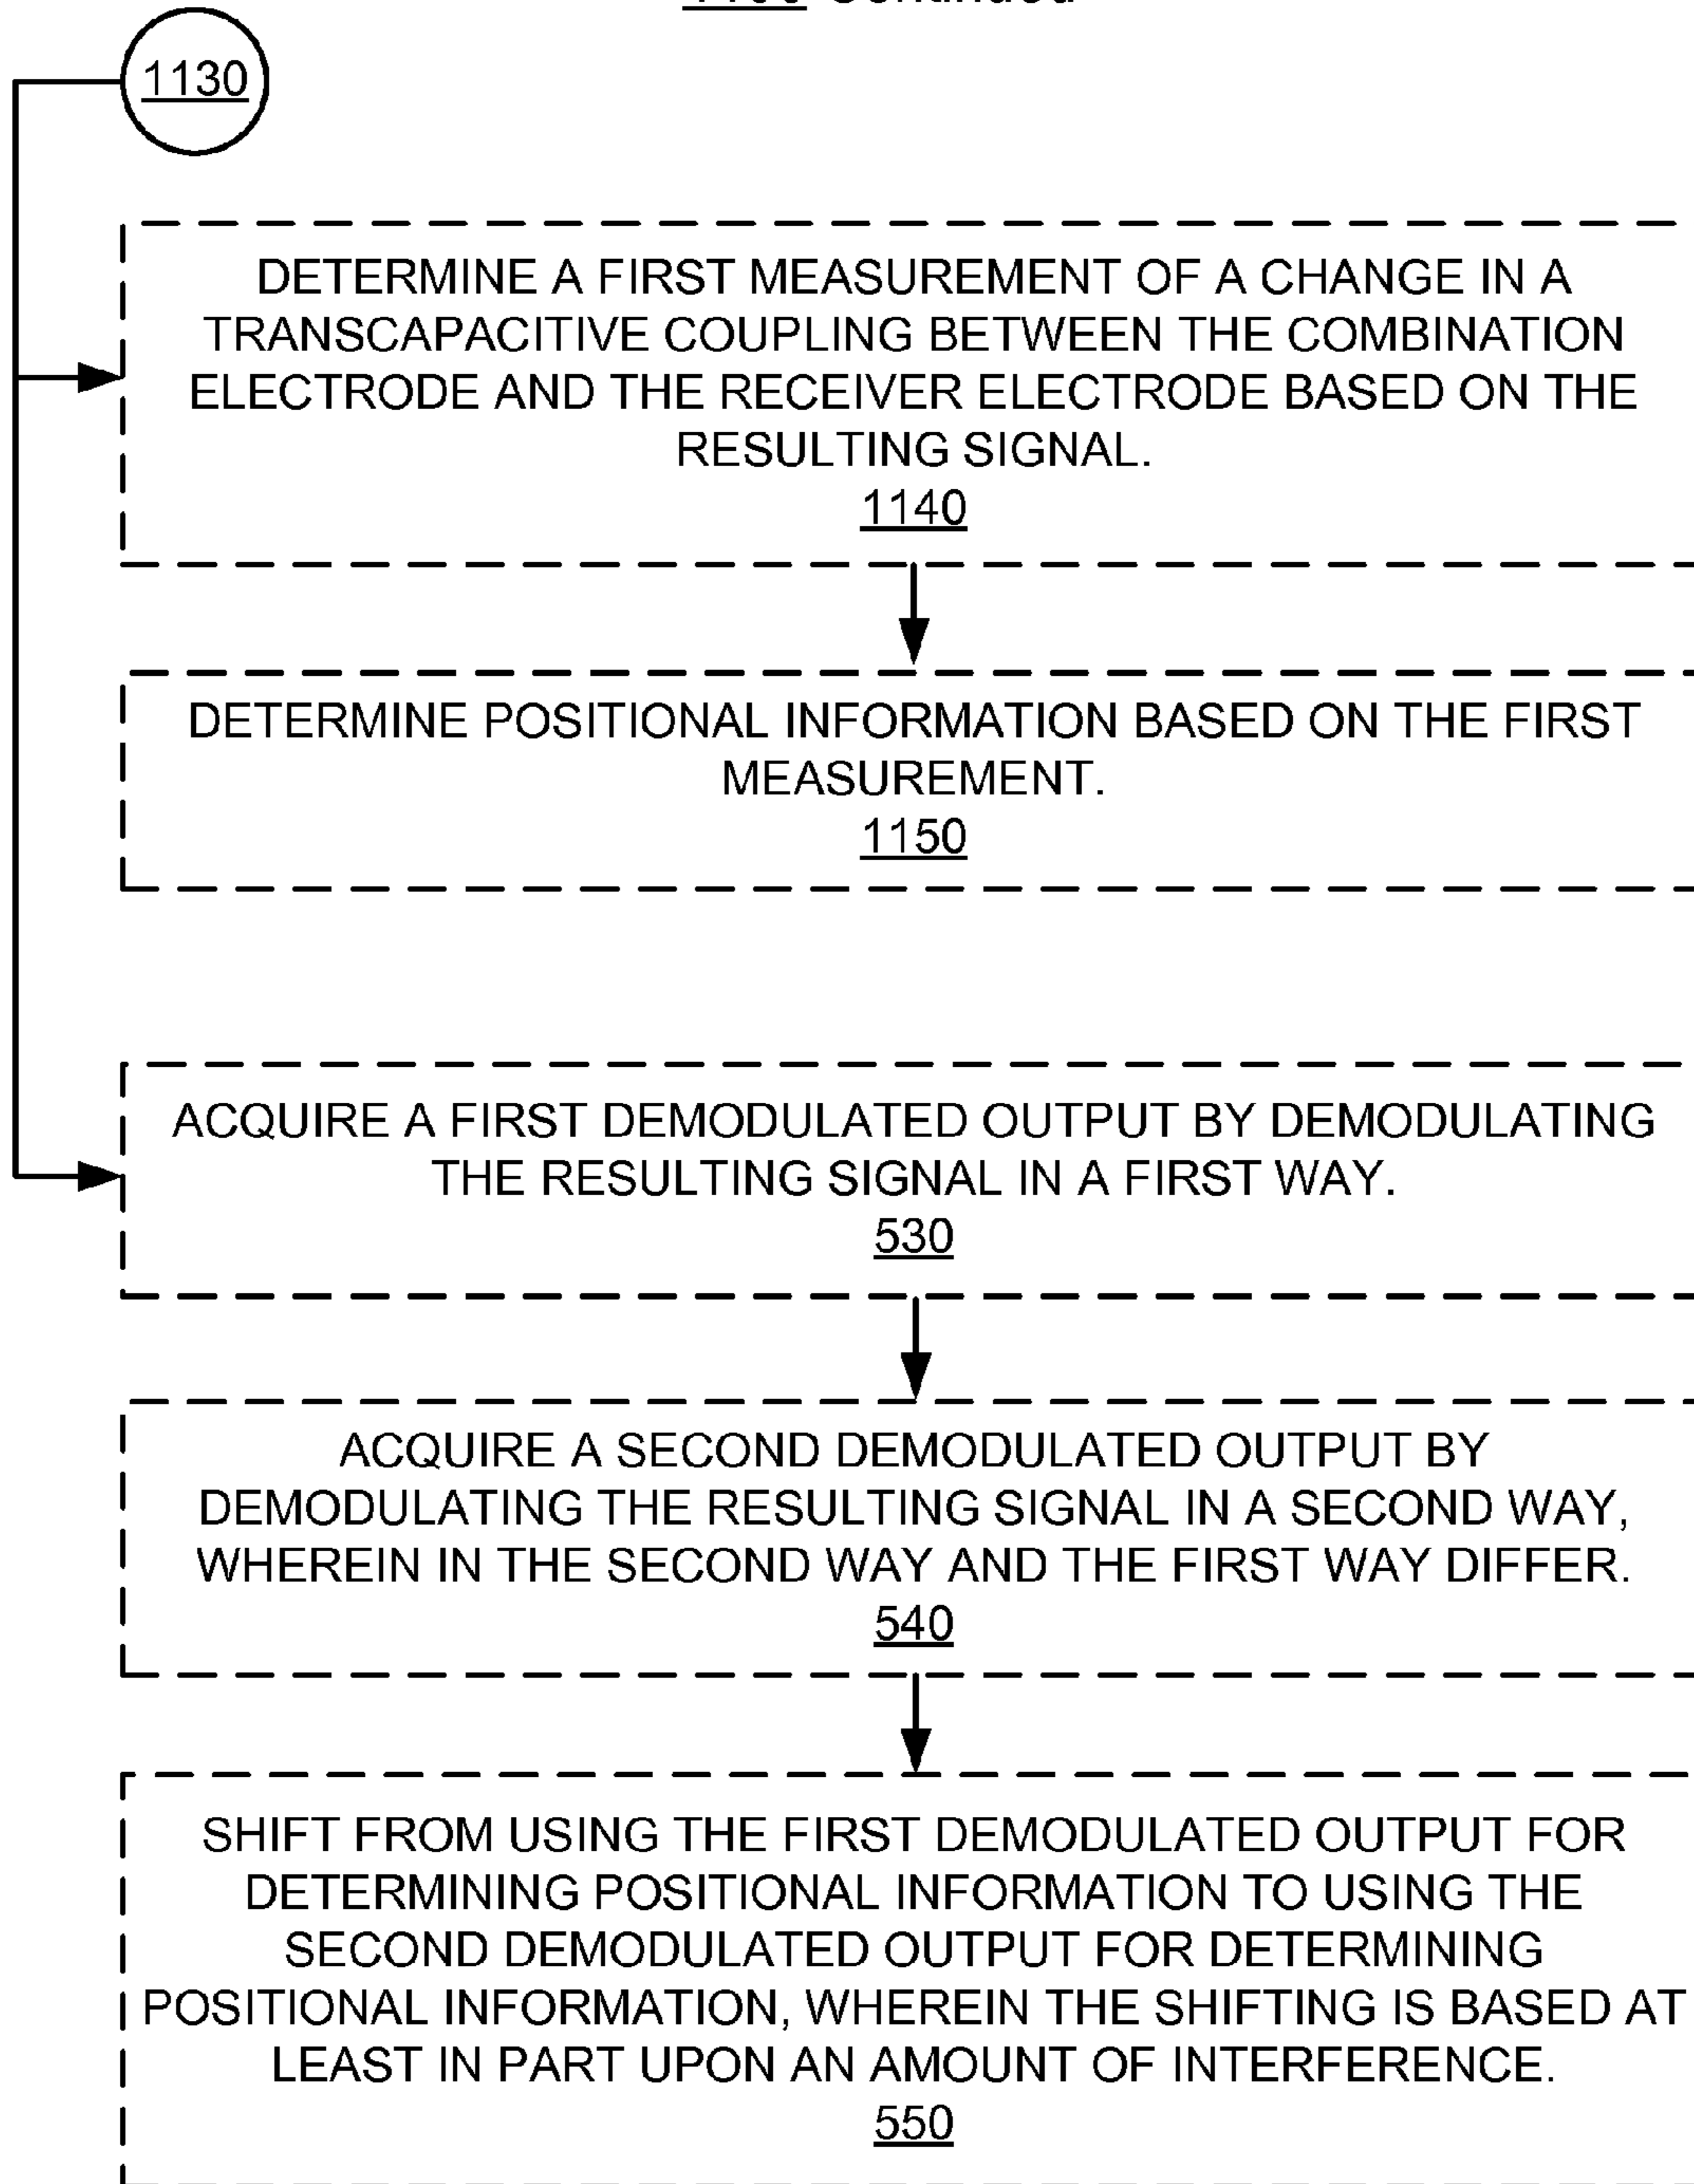 Continued
1130
DETERMINE A FIRST MEASUREMENT OF A CHANGE IN A
TRANSCAPACITIVE COUPLING BETWEEN THE COMBINATION
ELECTRODE AND THE RECEIVER ELECTRODE BASED ON THE
RESULTING SIGNAL.
1140
DETERMINE POSITIONAL INFORMATION BASED ON THE FIRST
MEASUREMENT.
1150
ACQUIRE A FIRST DEMODULATED OUTPUT BY DEMODULATING
THE RESULTING SIGNAL IN A FIRST WAY.
530
ACQUIRE A SECOND DEMODULATED OUTPUT BY
DEMODULATING THE RESULTING SIGNAL IN A SECOND WAY,
WHEREIN IN THE SECOND WAY AND THE FIRST WAY DIFFER.
540
SHIFT FROM USING THE FIRST DEMODULATED OUTPUT FOR
DETERMINING POSITIONAL INFORMATION TO USING THE
SECOND DEMODULATED OUTPUT FOR DETERMINING
POSITIONAL INFORMATION, WHEREIN THE SHIFTING IS BASED AT
LEAST IN PART UPON AN AMOUNT OF INTERFERENCE.
550